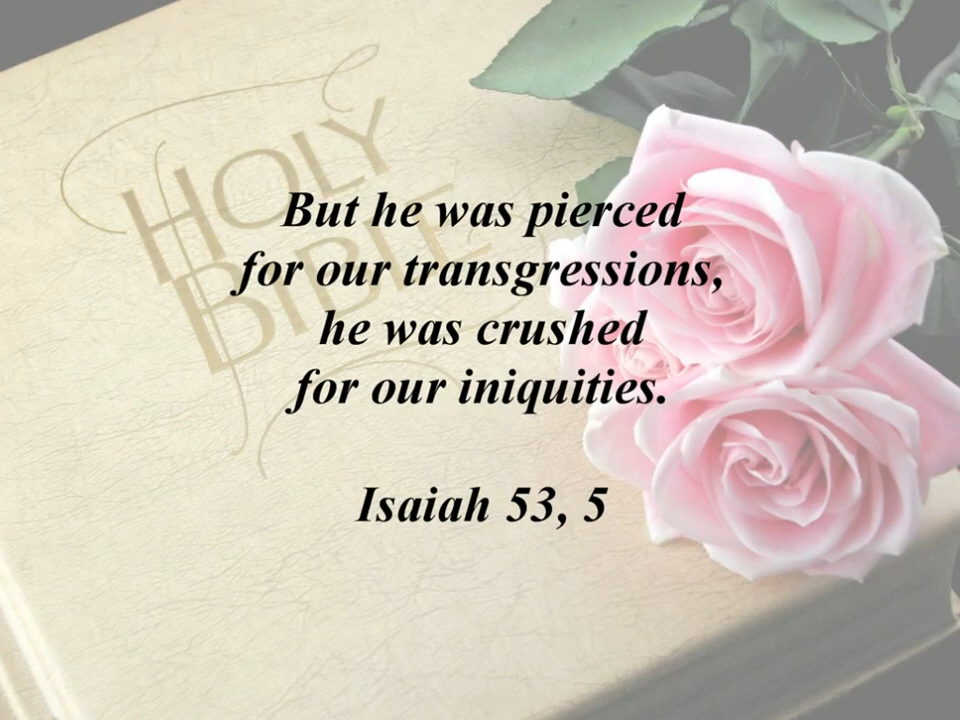 HOLY
BIBLE
But he was pierced
for our transgressions,
he was crushed
for our iniquities.
Isaiah 53, 5